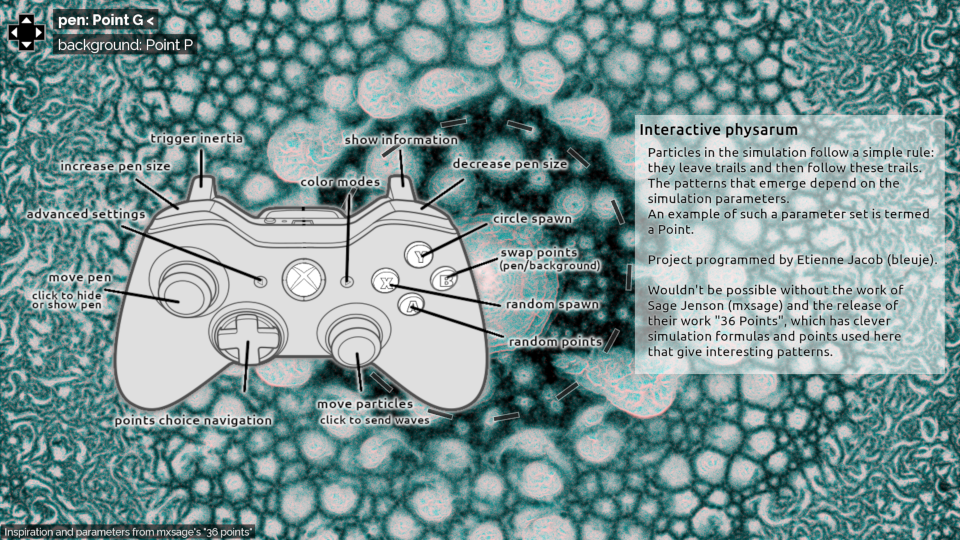 pen: Point G <
background: Point P
trigger inertia
show information
increase pen size
decrease pen size
color modes
advanced settings
circle spawn
swap points
(pen/background)
move pen
click to hide
or show pen
random spawn
random points
points choice navigation
move particles
click to send waves
Y
X
B
A
Interactive physarum
Particles in the simulation follow a simple rule:
they leave trails and then follow these trails.
The patterns that emerge depend on the
simulation parameters.
An example of such a parameter set is termed
a Point.
Project programmed by Etienne Jacob (bleuje).
Wouldn't be possible without the work of
Sage Jenson (mxsage) and the release of
their work "36 Points", which has clever
simulation formulas and points used here
that give interesting patterns.
Inspiration and parameters from mxsage's "36 points"